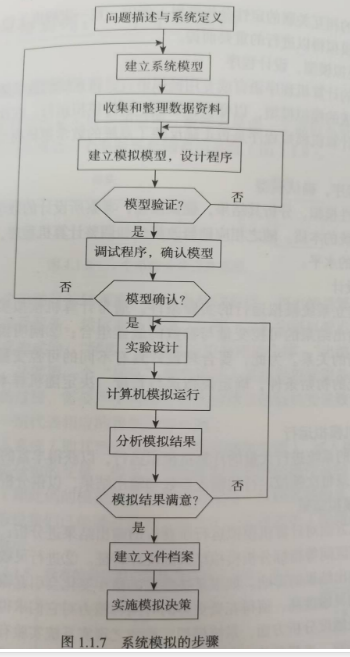 问题描述与系统定义
建立系统模型
收集和整理数据资料
建立模拟模型，设计程序
模型验证？
否
是
调试程序，确认模型
否
模型确认？
是
实验设计
计算机模拟运行
分析模拟结果
否
模拟结果满意？
是
建立文件档案
实施模拟决策
图 1.1.7 系统模拟的步骤